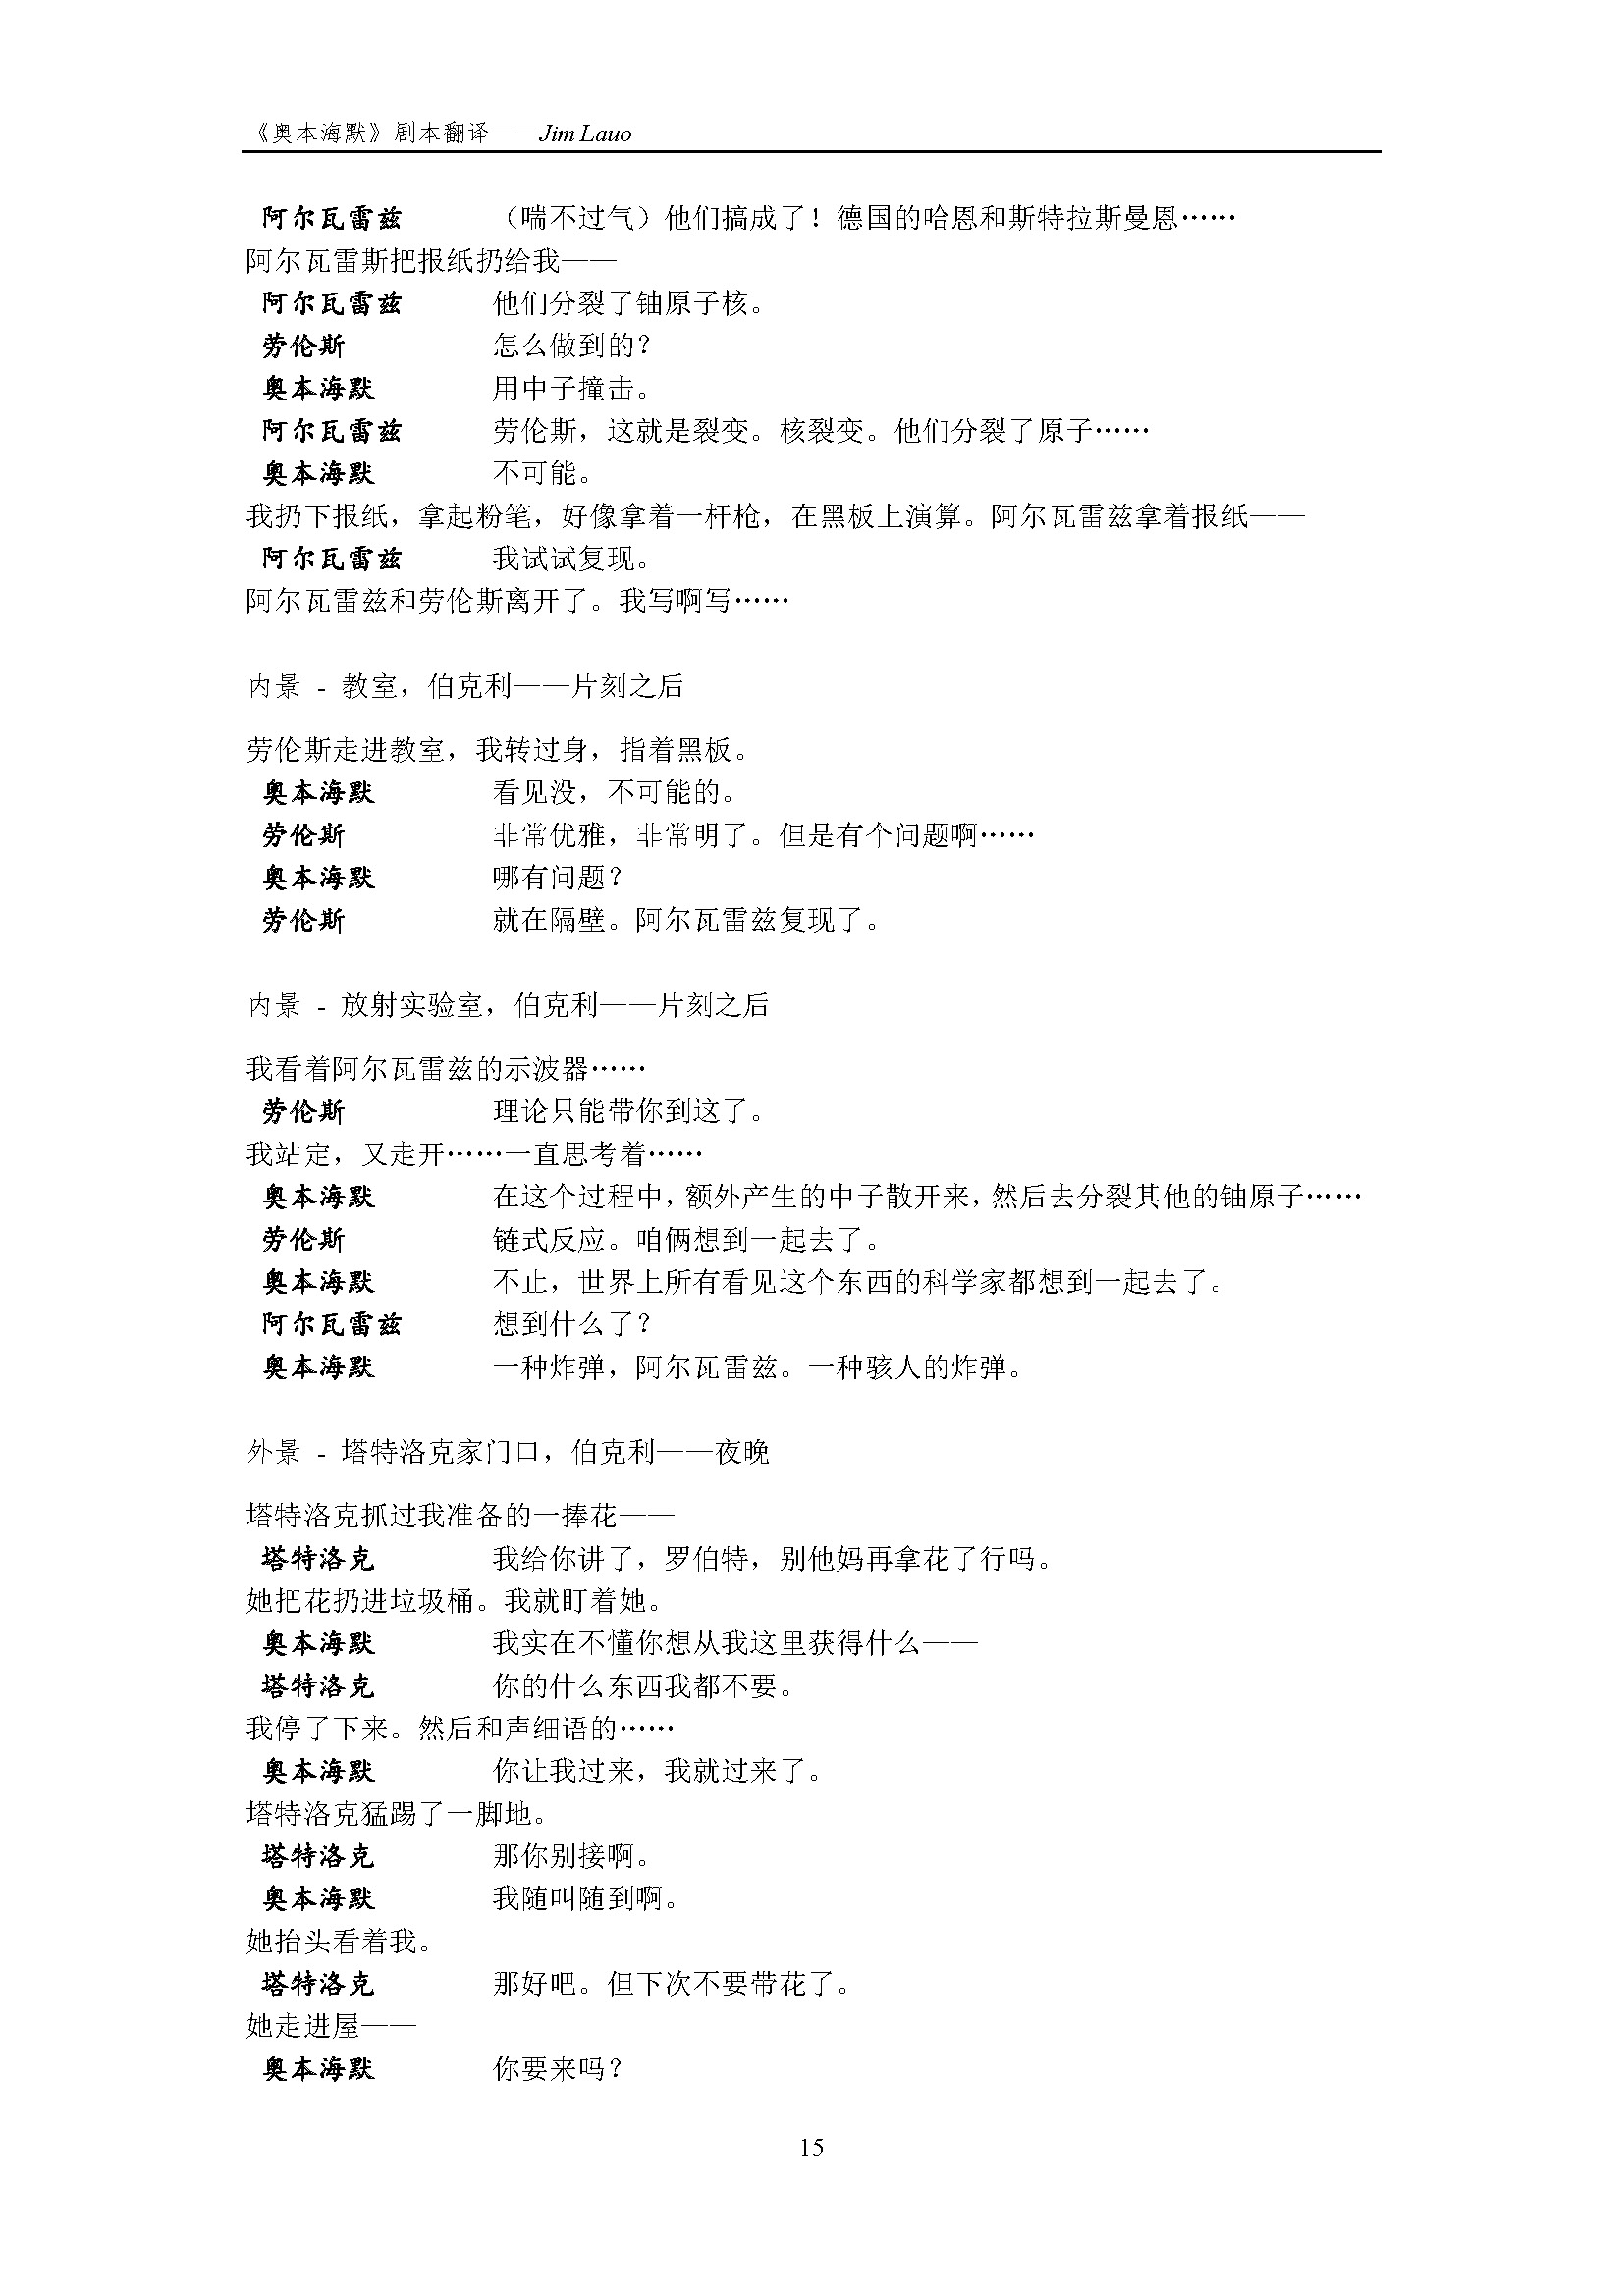 《奥本海默》剧本翻译——Jim Lauo
阿尔瓦雷兹 （喘不过气）他们搞成了！德国的哈恩和斯特拉斯曼恩……
阿尔瓦雷斯把报纸扔给我——
阿尔瓦雷兹 他们分裂了铀原子核。
劳伦斯 怎么做到的？
奥本海默 用中子撞击。
阿尔瓦雷兹 劳伦斯，这就是裂变。核裂变。他们分裂了原子……
奥本海默 不可能。
我扔下报纸，拿起粉笔，好像拿着一杆枪，在黑板上演算。阿尔瓦雷兹拿着报纸——
阿尔瓦雷兹 我试试复现。
阿尔瓦雷兹和劳伦斯离开了。我写啊写……
内景 - 教室，伯克利——片刻之后
劳伦斯走进教室，我转过身，指着黑板。
奥本海默 看见没，不可能的。
劳伦斯 非常优雅，非常明了。但是有个问题啊……
奥本海默 哪有问题？
劳伦斯 就在隔壁。阿尔瓦雷兹复现了。
内景 - 放射实验室，伯克利——片刻之后
我看着阿尔瓦雷兹的示波器……
劳伦斯 理论只能带你到这了。
我站定，又走开……一直思考着……
奥本海默 在这个过程中，额外产生的中子散开来，然后去分裂其他的铀原子……
劳伦斯 链式反应。咱俩想到一起去了。
奥本海默 不止，世界上所有看见这个东西的科学家都想到一起去了。
阿尔瓦雷兹 想到什么了？
奥本海默 一种炸弹，阿尔瓦雷兹。一种骇人的炸弹。
外景 - 塔特洛克家门口，伯克利——夜晚
塔特洛克抓过我准备的一捧花——
塔特洛克 我给你讲了，罗伯特，别他妈再拿花了行吗。
她把花扔进垃圾桶。我就盯着她。
奥本海默 我实在不懂你想从我这里获得什么——
塔特洛克 你的什么东西我都不要。
我停了下来。然后和声细语的……
奥本海默 你让我过来，我就过来了。
塔特洛克猛踢了一脚地。
塔特洛克 那你别接啊。
奥本海默 我随叫随到啊。
她抬头看着我。
塔特洛克 那好吧。但下次不要带花了。
她走进屋——
奥本海默 你要来吗？
15